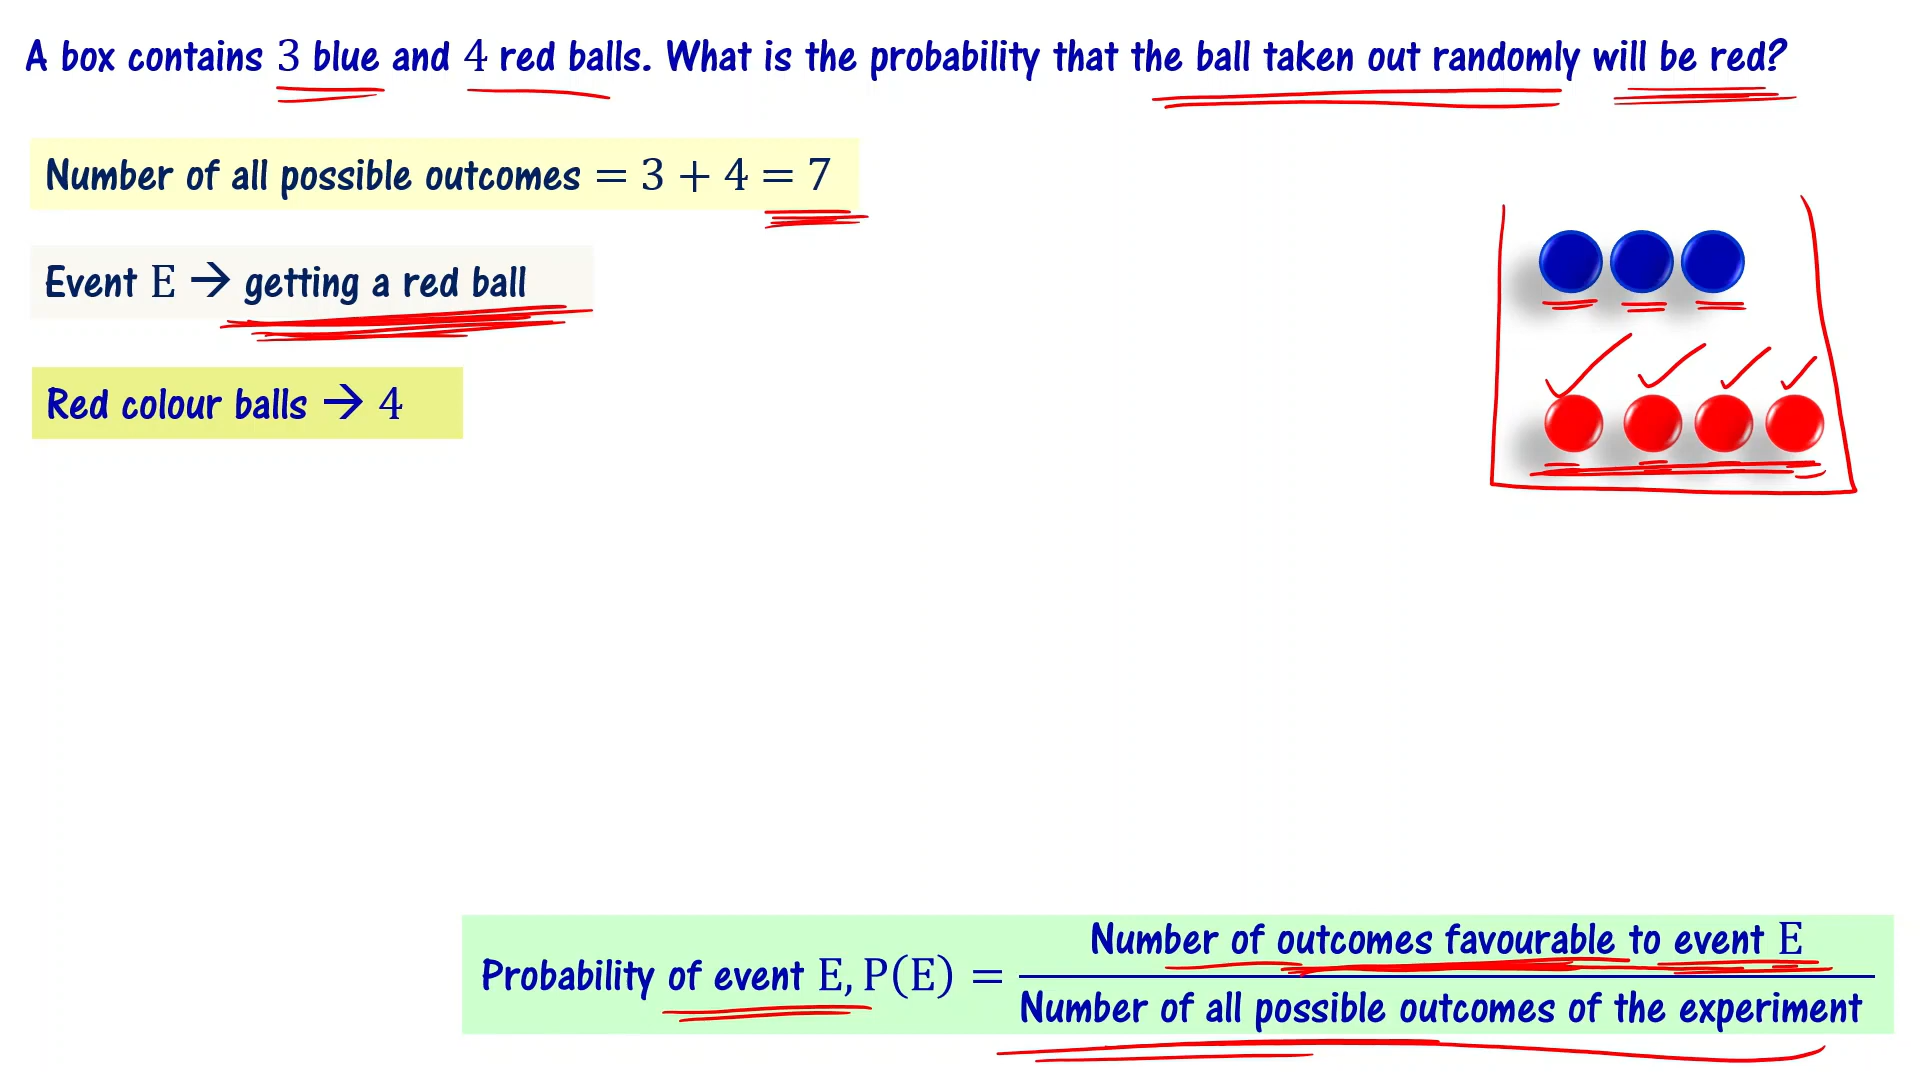 A box contains 3 blue and 4 red balls. What is the probability that the ball taken out randomly will be red?
Number of all possible outcomes = 3 + 4 = 7
Event E → getting a red ball
Red colour balls → 4
Number of outcomes favourable to event E
Probability of event E, P(E) =
Number of all possible outcomes of the experiment